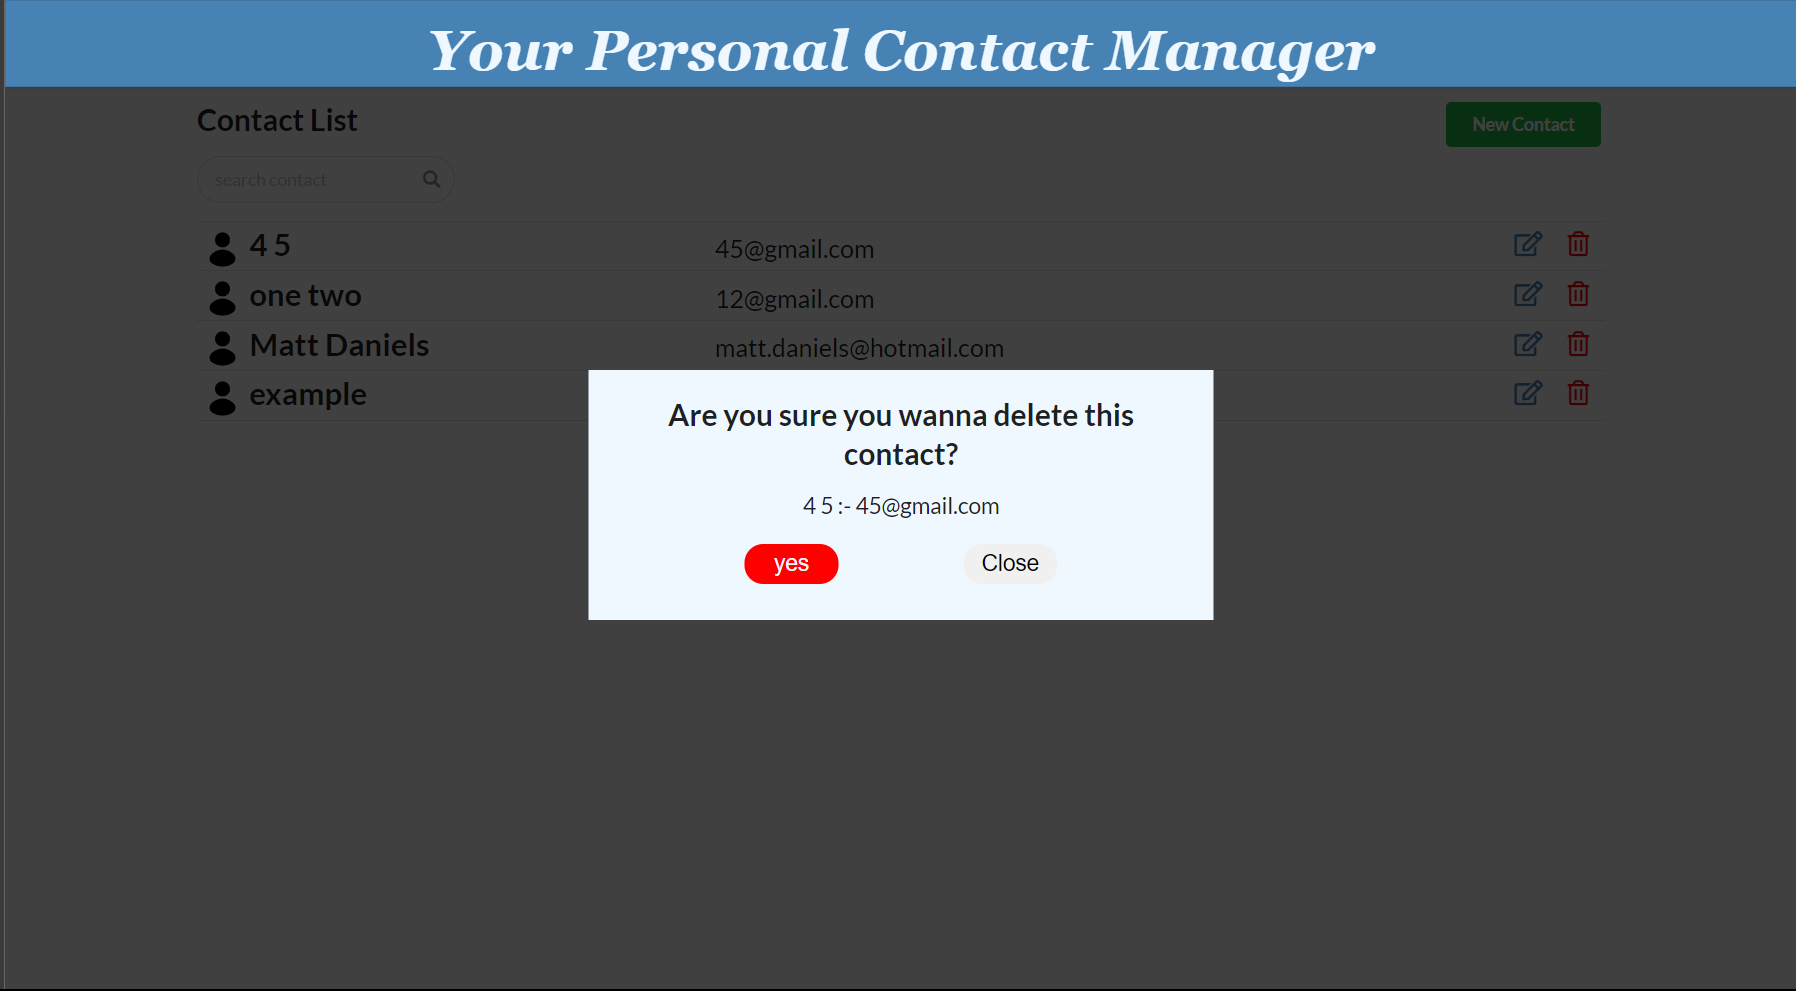 Your Personal Contact Manager
Contact List
New Contact
search contact
4 5
45@gmail.com
one two
12@gmail.com
Matt Daniels
matt.daniels@hotmail.com
example
Are you sure you wanna delete this
contact?
4 5 :- 45@gmail.com
yes
Close